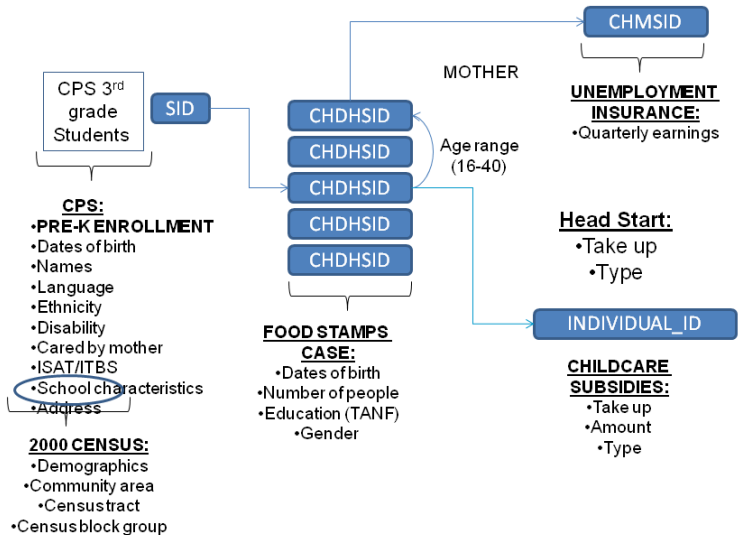 CPS 3rd
grade
Students
SID
CPS:
•PRE-K ENROLLMENT
•Dates of birth
•Names
•Language
•Ethnicity
•Disability
•Cared by mother
•ISAT/ITBS
•School characteristics
•Address
2000 CENSUS:
•Demographics
•Community area
•Census tract
•Census block group
CHDHSID
CHDHSID
CHDHSID
CHDHSID
CHDHSID
FOOD STAMPS
CASE:
•Dates of birth
•Number of people
•Education (TANF)
•Gender
MOTHER
Age range
(16-40)
CHMSID
UNEMPLOYMENT
INSURANCE:
•Quarterly earnings
Head Start:
•Take up
•Type
INDIVIDUAL_ID
CHILDCARE
SUBSIDIES:
•Take up
•Amount
•Type